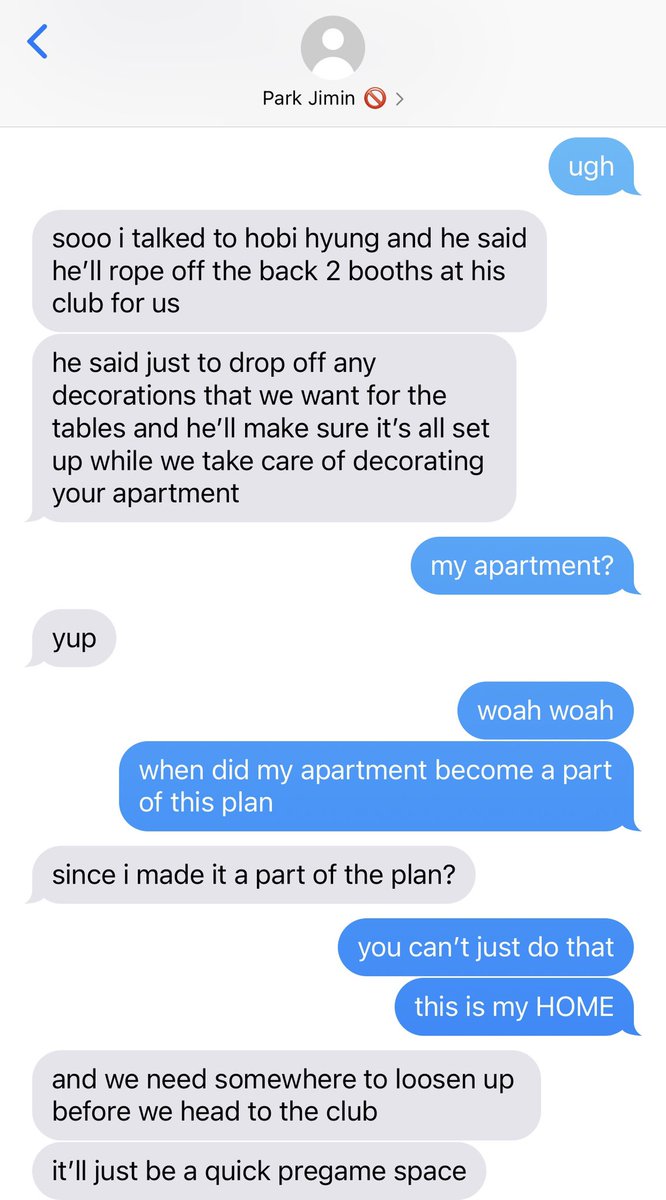 Park Jimin 🚫
ugh
sooo i talked to hobi hyung and he said
he’ll rope off the back 2 booths at his
club for us
he said just to drop off any
decorations that we want for the
tables and he’ll make sure it’s all set
up while we take care of decorating
your apartment
my apartment?
yup
woah woah
when did my apartment become a part
of this plan
since i made it a part of the plan?
you can’t just do that
this is my HOME
and we need somewhere to loosen up
before we head to the club
it’ll just be a quick pregame space